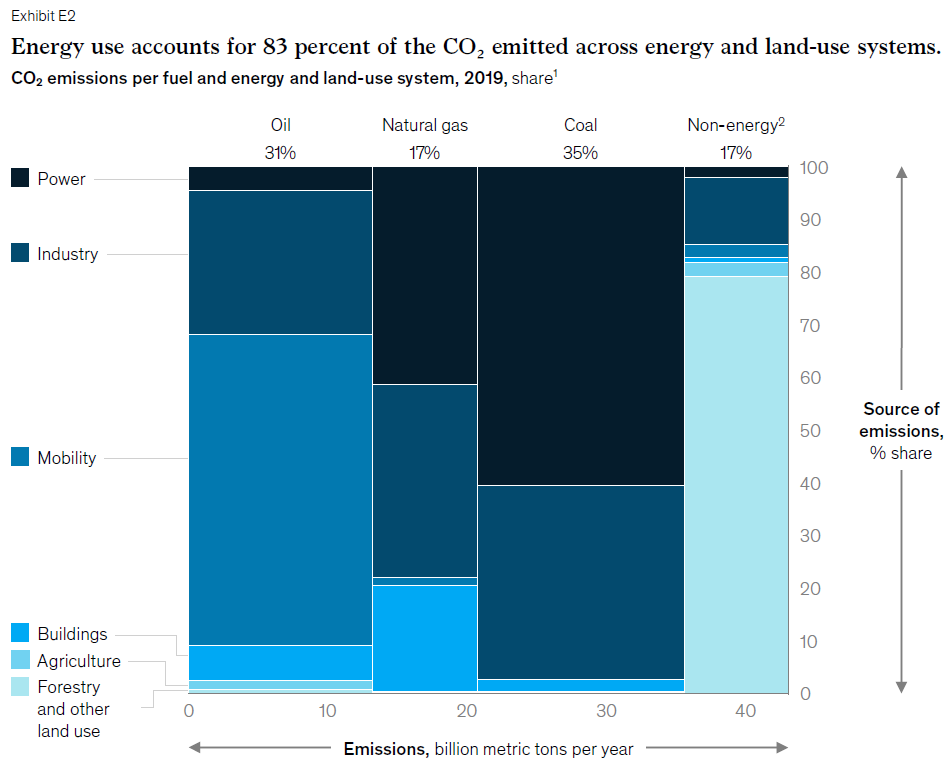 Exhibit E2
Energy use accounts for 83 percent of the CO₂ emitted across energy and land-use systems.
CO₂ emissions per fuel and energy and land-use system, 2019, share¹
Oil
31%
Natural gas
17%
Coal
35%
Non-energy²
17%
Power
Industry
Mobility
Buildings
Agriculture
Forestry
and other
land use
100
90
80
70
60
50
40
30
20
10
0
Source of
emissions,
% share
0 10 20 30 40
Emissions, billion metric tons per year